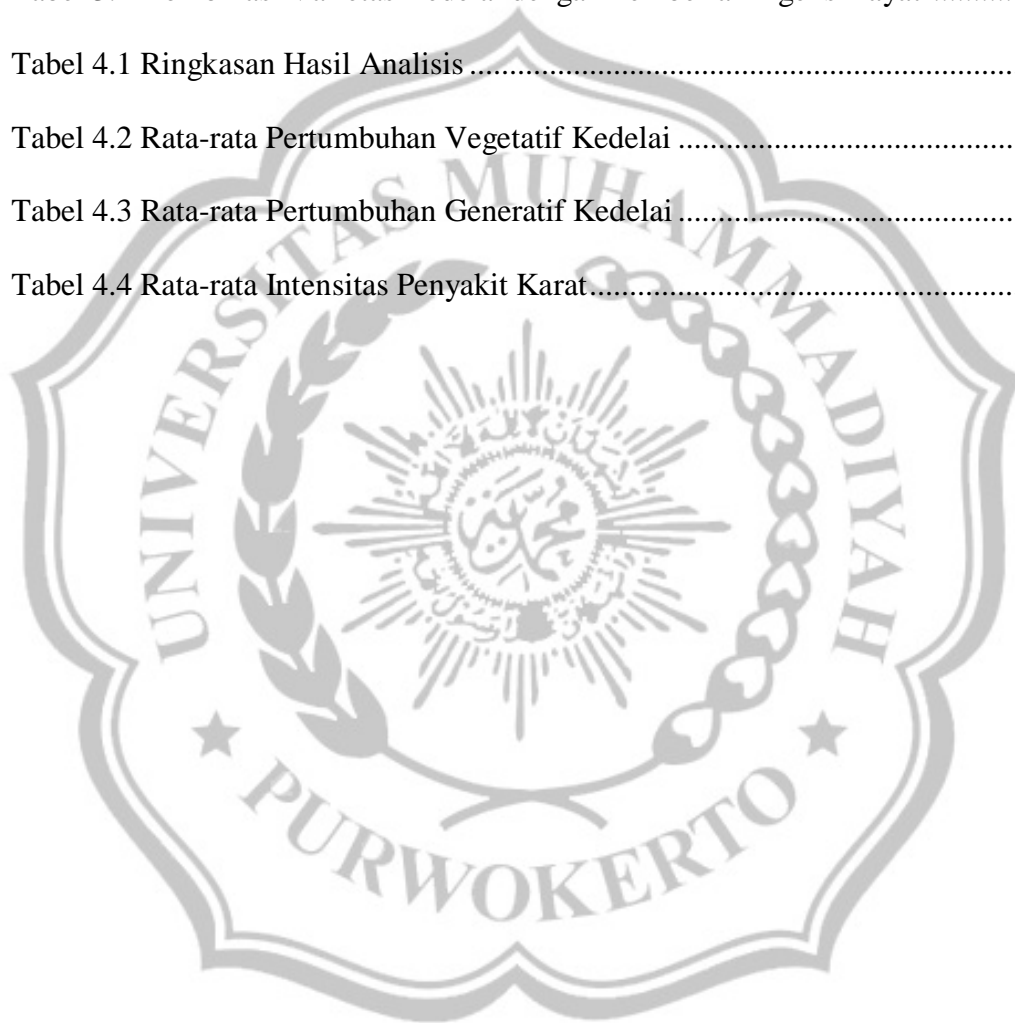 Tabel 4.1 Ringkasan Hasil Analisis ....................................................................
Tabel 4.2 Rata-rata Pertumbuhan Vegetatif Kedelai ..........................................
Tabel 4.3 Rata-rata Pertumbuhan Generatif Kedelai ..........................................
Tabel 4.4 Rata-rata Intensitas Penyakit Karat.....................................................
UNIVERSITAS MUHAMMADIYAH
PURWOKERTO